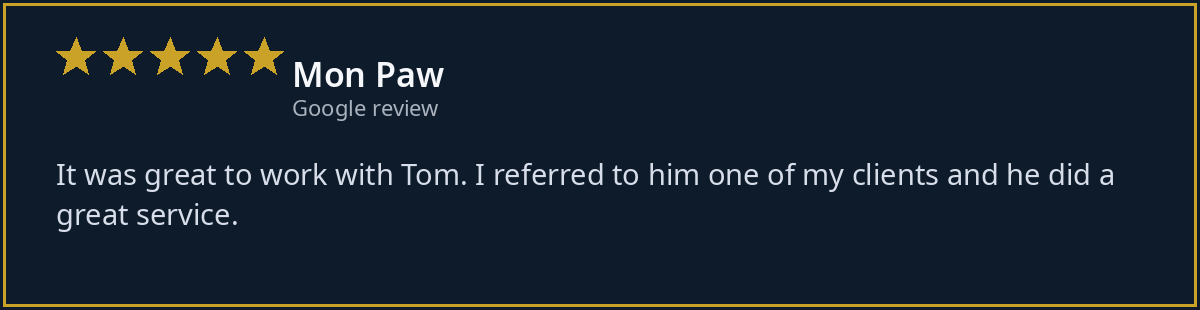 Mon Paw
Google review
It was great to work with Tom. I referred to him one of my clients and he did a
great service.